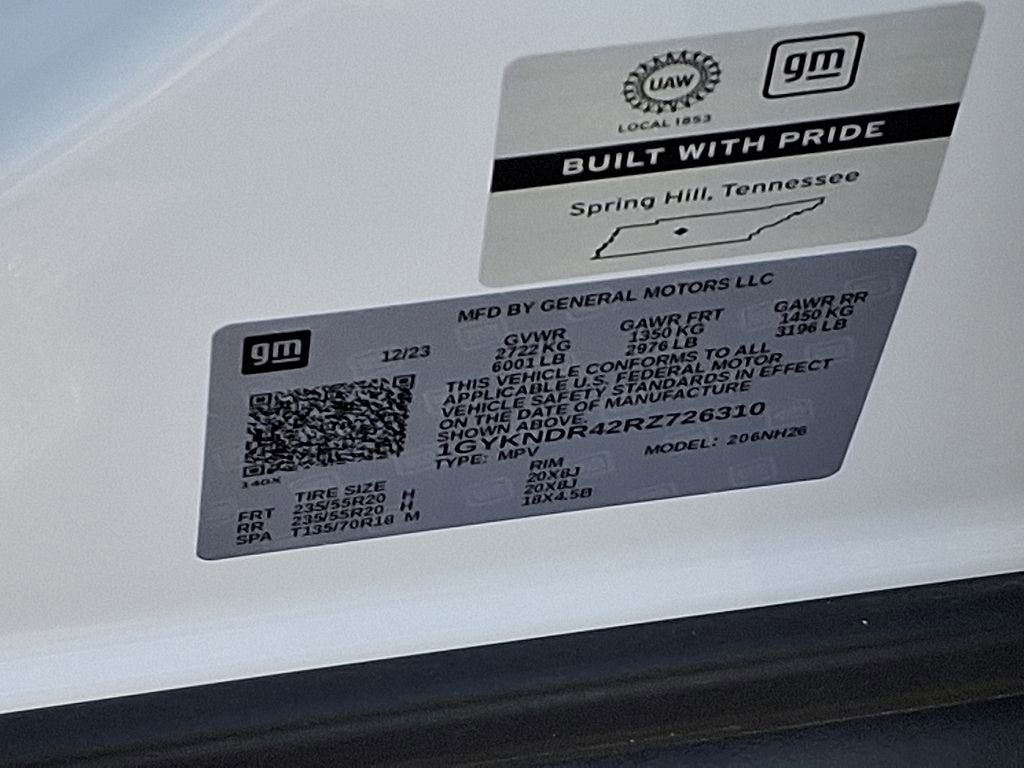 UAW
LOCAL 1853
gm
BUILT WITH PRIDE
Spring Hill, Tennessee
MFD BY GENERAL MOTORS LLC
gm
12/23
GVWR GAWR FRT GAWR RR
2722 KG 1350 KG 1450 KG
6001 LB 2976 LB 3196 LB
THIS VEHICLE CONFORMS TO ALL
APPLICABLE U.S. FEDERAL MOTOR
VEHICLE SAFETY STANDARDS IN EFFECT
ON THE DATE OF MANUFACTURE
SHOWN ABOVE.
1GYKNDR42RZ726310
TYPE: MPV MODEL: 206NH26
140X
TIRE SIZE RIM
FRT 235/55R20 H 20X8J
RR 235/55R20 H 20X8J
SPA T135/70R18 M 18X4.5B